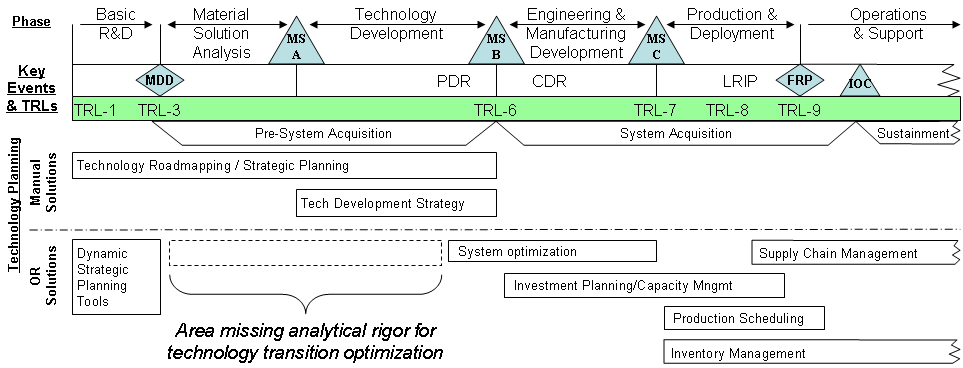 Phase
Basic
R&D
Material
Solution
Analysis
MS
A
Technology
Development
MS
B
Engineering &
Manufacturing
Development
MS
C
Production &
Deployment
Operations
& Support
Key
Events
& TRLs
MDD
PDR
CDR
LRIP
FRP
IOC
TRL-1
TRL-3
TRL-6
TRL-7
TRL-8
TRL-9
Pre-System Acquisition
System Acquisition
Sustainment
Technology Planning
Manual
Solutions
Technology Roadmapping / Strategic Planning
Tech Development Strategy
OR
Solutions
Dynamic
Strategic
Planning
Tools
System optimization
Supply Chain Management
Investment Planning/Capacity Mngmt
Production Scheduling
Inventory Management
Area missing analytical rigor for
technology transition optimization